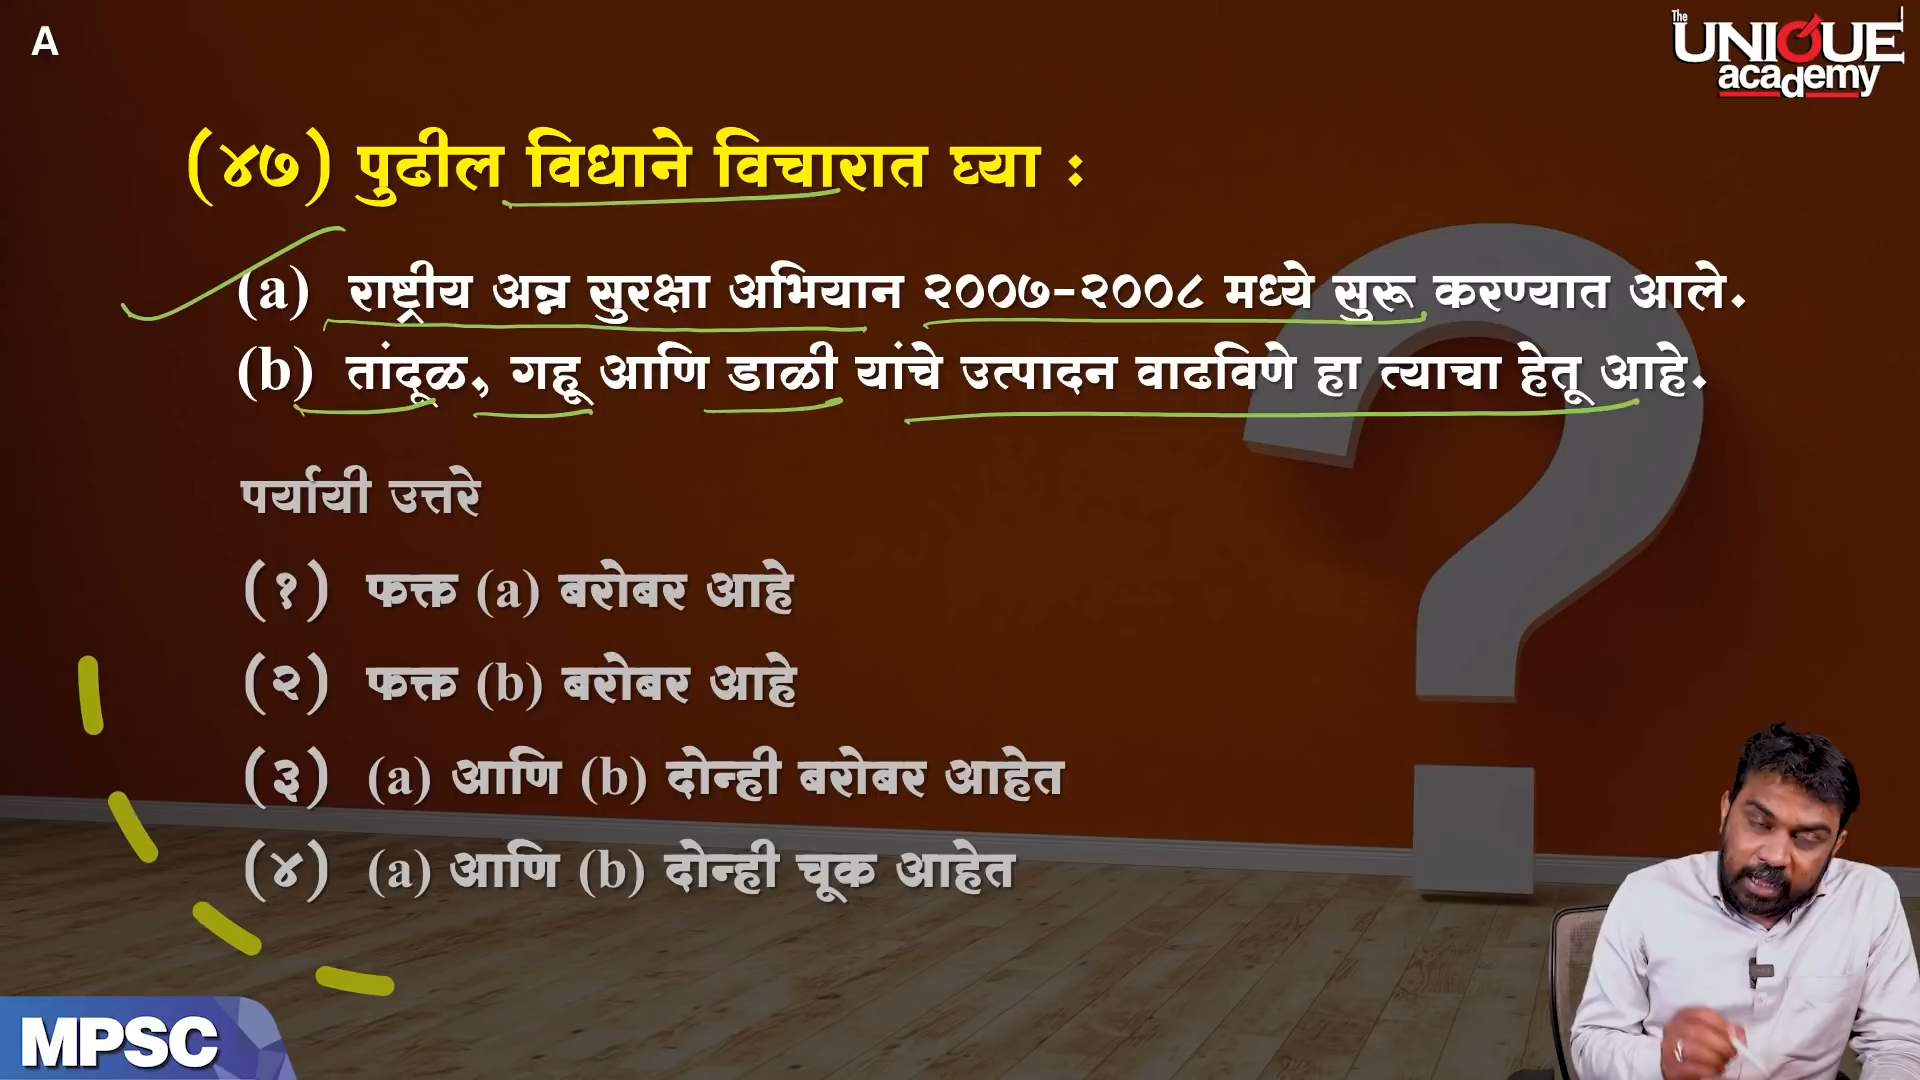 A
The
UNIQUE
academy
(४७) पुढील विधाने विचारात घ्या :
(a) राष्ट्रीय अन्न सुरक्षा अभियान २००७-२००८ मध्ये सुरू करण्यात आले.
(b) तांदूळ, गहू आणि डाळी यांचे उत्पादन वाढविणे हा त्याचा हेतू आहे.
पर्यायी उत्तरे
(१) फक्त (a) बरोबर आहे
(२) फक्त (b) बरोबर आहे
(३) (a) आणि (b) दोन्ही बरोबर आहेत
(४) (a) आणि (b) दोन्ही चूक आहेत
MPSC